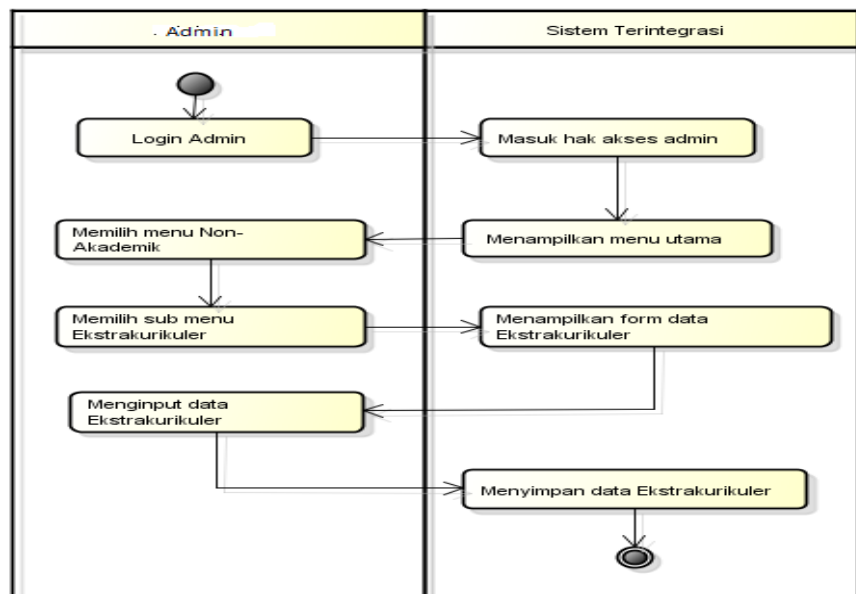 Admin
Sistem Terintegrasi
Login Admin
Masuk hak akses admin
Memilih menu Non-
Akademik
Menampilkan menu utama
Memilih sub menu
Ekstrakurikuler
Menampilkan form data
Ekstrakurikuler
Menginput data
Ekstrakurikuler
Menyimpan data Ekstrakurikuler